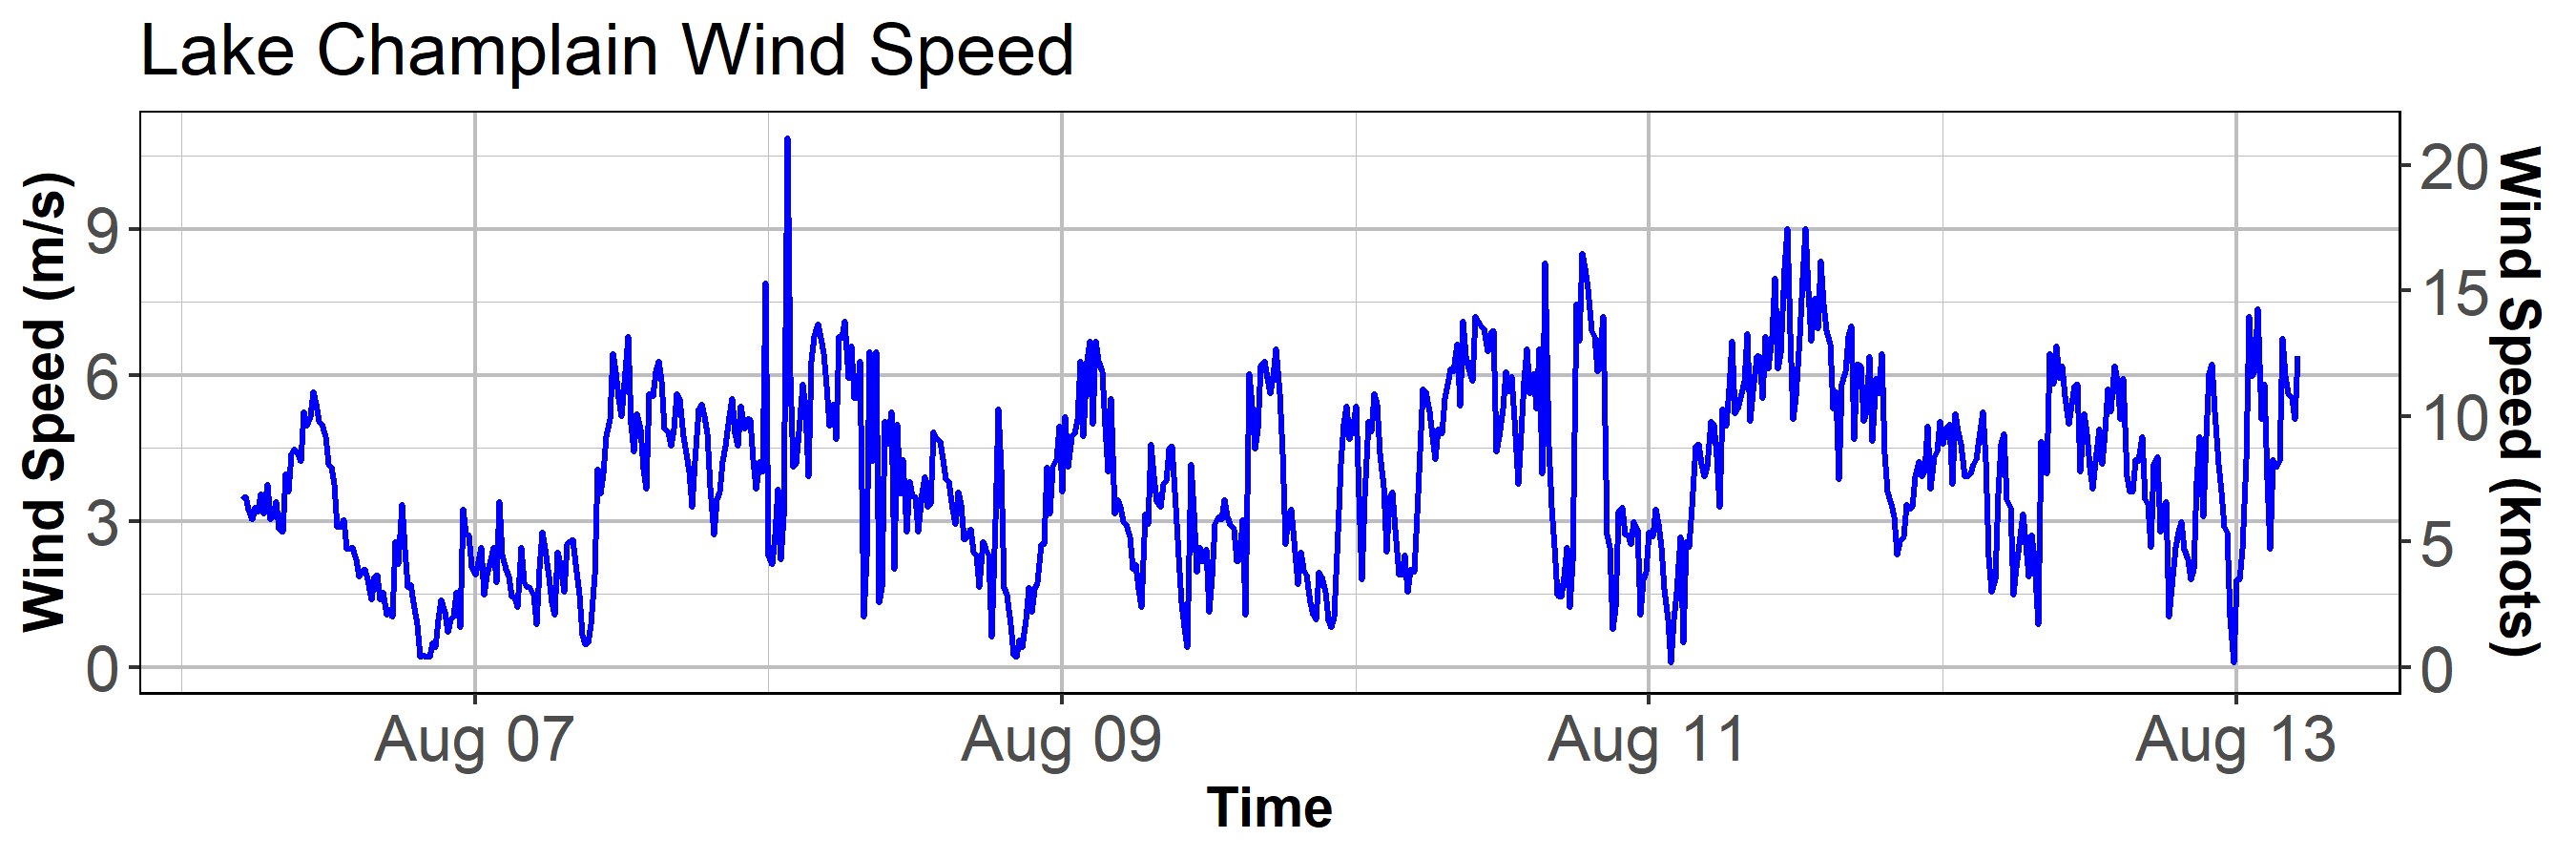 Lake Champlain Wind Speed
Wind Speed (m/s)
9
6
3
0
20
15
10
5
0
Wind Speed (knots)
Aug 07 Aug 09 Aug 11 Aug 13
Time